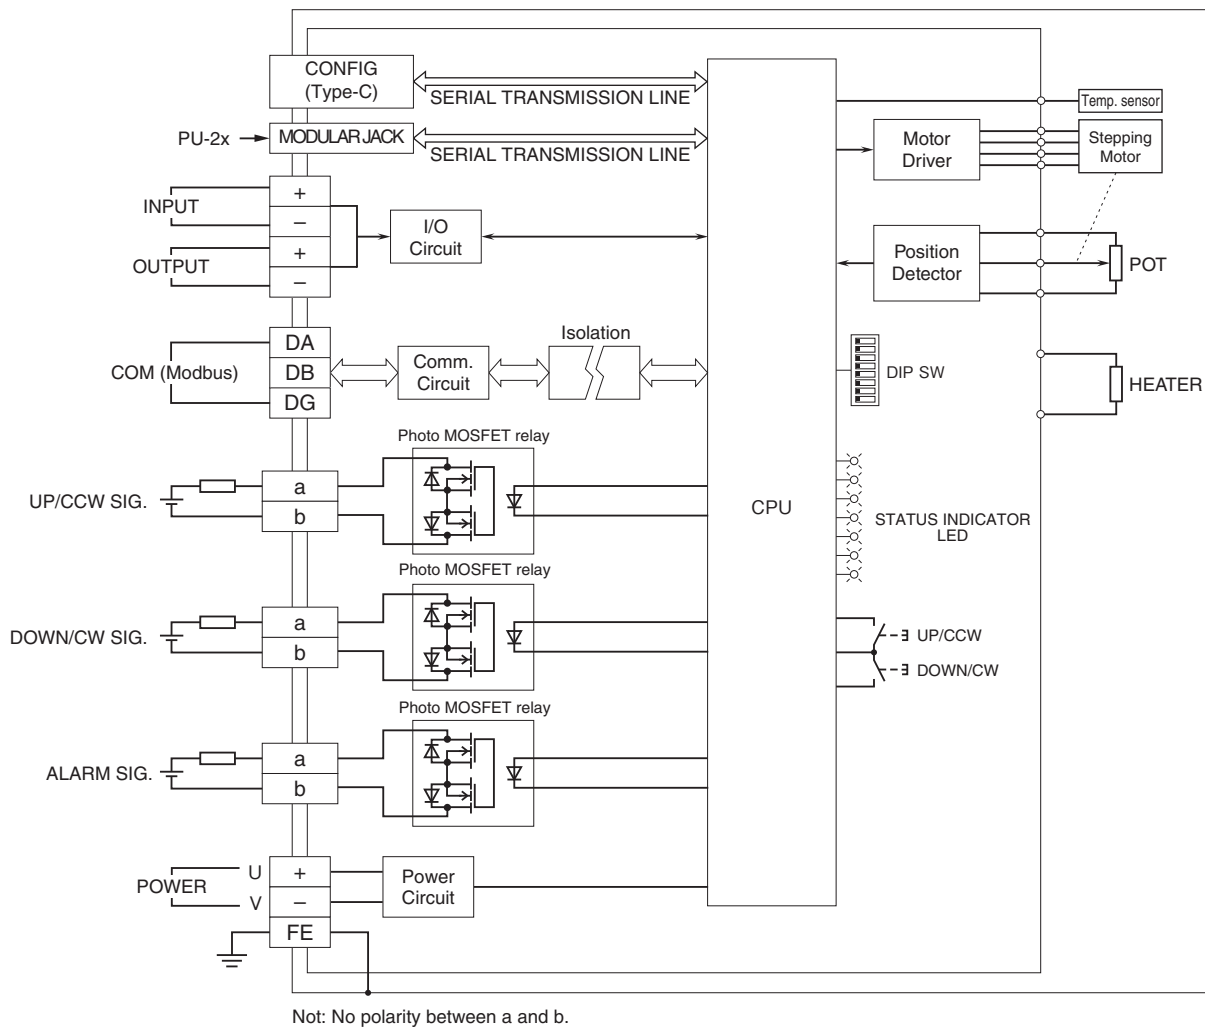 CONFIG
(Type-C)
SERIAL TRANSMISSION LINE
Temp. sensor
PU-2x
MODULAR JACK
SERIAL TRANSMISSION LINE
Motor
Driver
Stepping
Motor
INPUT
+
–
I/O
Circuit
OUTPUT
+
–
Position
Detector
POT
COM (Modbus)
DA
DB
DG
Comm.
Circuit
Isolation
DIP SW
HEATER
Photo MOSFET relay
UP/CCW SIG.
a
b
CPU
STATUS INDICATOR
LED
Photo MOSFET relay
DOWN/CW SIG.
a
b
UP/CCW
DOWN/CW
Photo MOSFET relay
ALARM SIG.
a
b
POWER
U
V
+
–
FE
Power
Circuit
Not: No polarity between a and b.